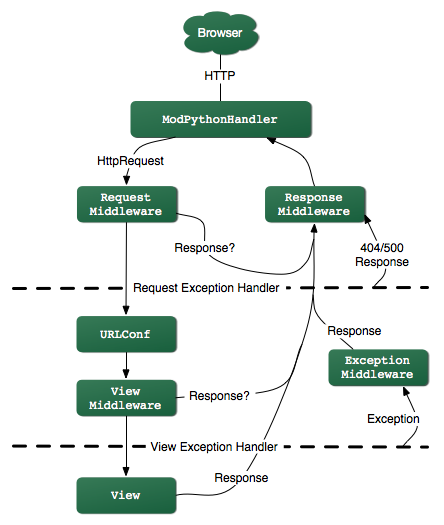 Browser
HTTP
ModPythonHandler
HttpRequest
Request
Middleware
Response
Middleware
Response?
404/500
Response
Request Exception Handler
URLConf
Response
Exception
Middleware
View
Middleware
Response?
Exception
View Exception Handler
Response
View